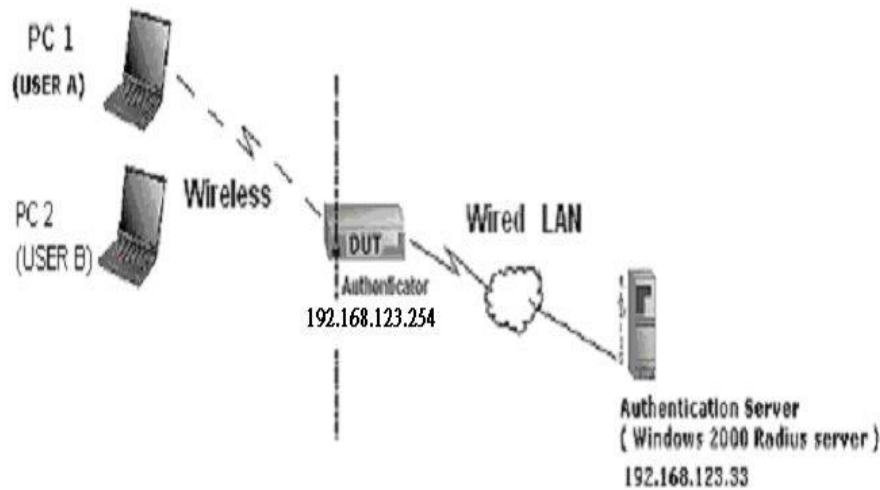 PC 1
(USER A)
PC 2
(USER B)
Wireless
DUT
Authenticator
192.168.123.254
Wired LAN
Authentication Server
( Windows 2000 Radius server )
192.168.123.33